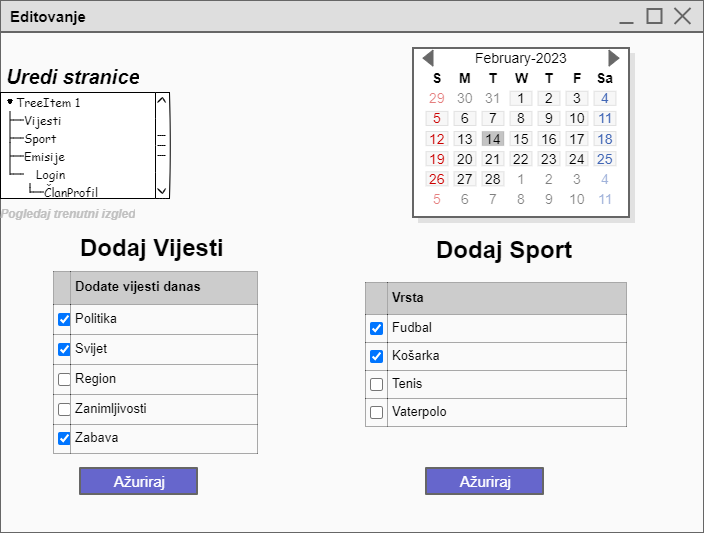 Editovanje
Uredi stranice
TreeItem 1
Vijesti
Sport
Emisije
Login
ČlanProfil
Pogledaj trenutni izgled
February-2023
S M T W T F Sa
29 30 31 1 2 3 4
5 6 7 8 9 10 11
12 13 14 15 16 17 18
19 20 21 22 23 24 25
26 27 28 1 2 3 4
5 6 7 8 9 10 11
Dodaj Vijesti
Dodate vijesti danas
Politika
Svijet
Region
Zanimljivosti
Zabava
Ažuriraj
Dodaj Sport
Vrsta
Fudbal
Košarka
Tenis
Vaterpolo
Ažuriraj